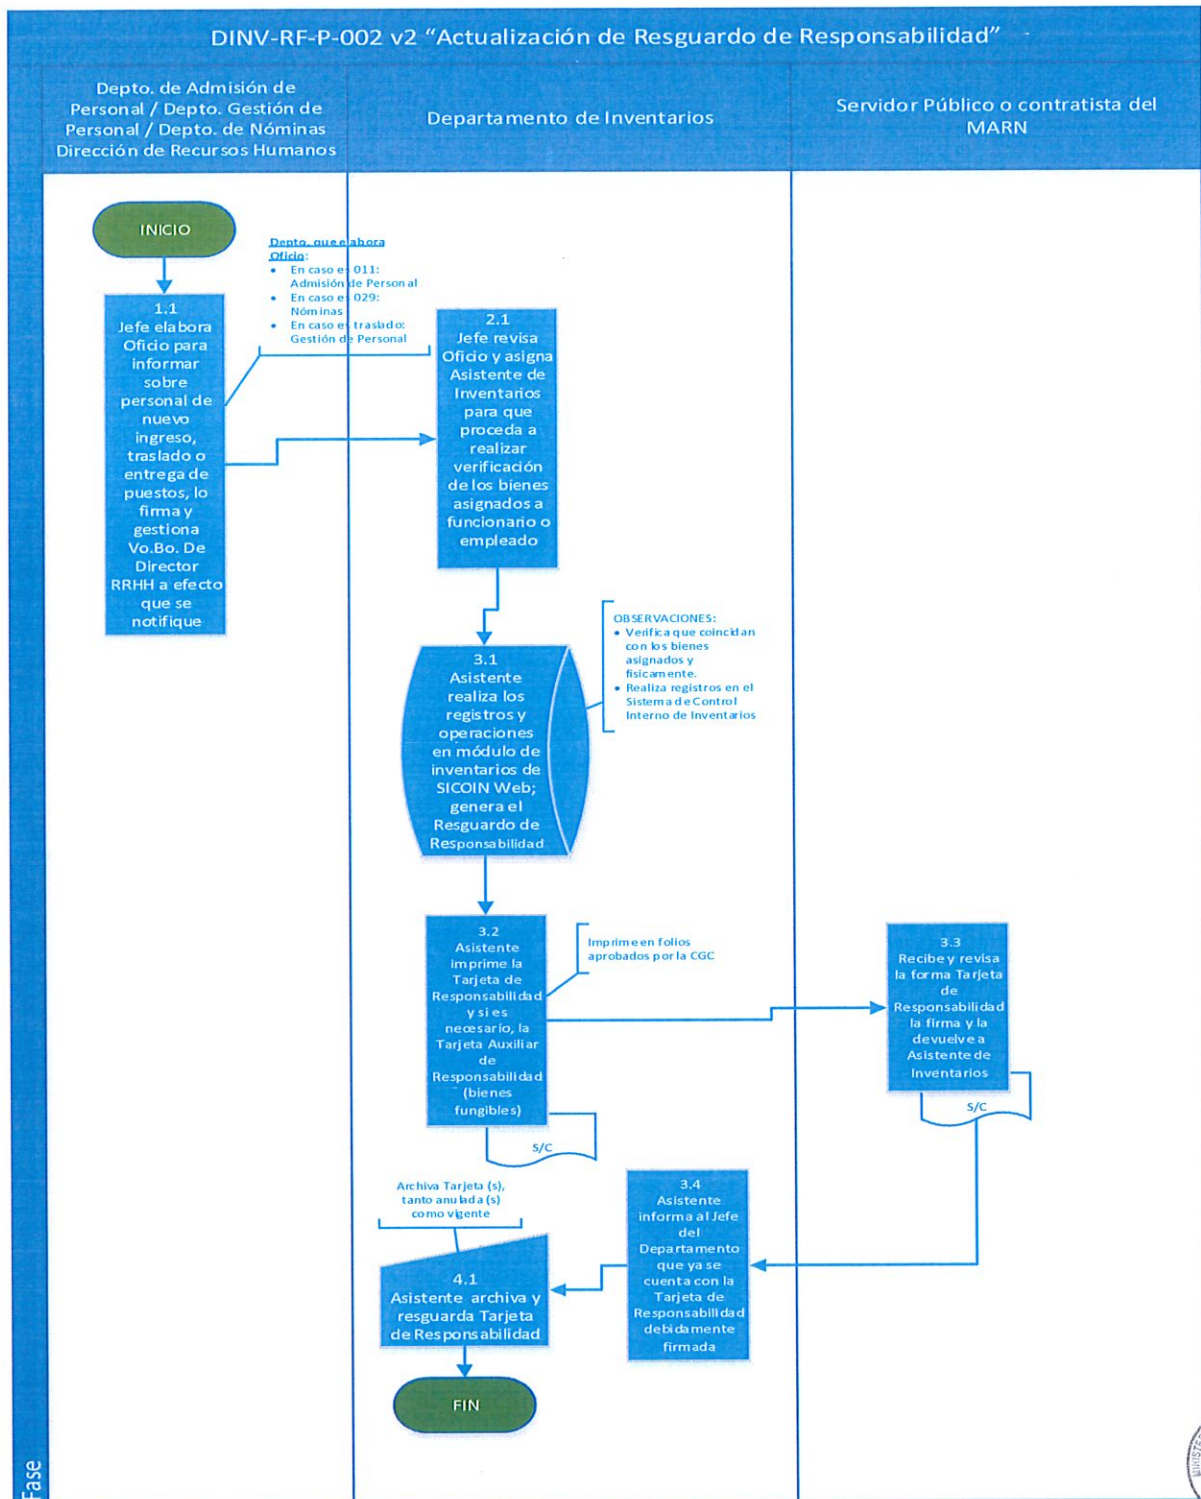 DINV-RF-P-002 v2 “Actualización de Resguardo de Responsabilidad”
Depto. de Admisión de
Personal / Depto. Gestión de
Personal / Depto. de Nóminas
Dirección de Recursos Humanos
Departamento de Inventarios
Servidor Público o contratista del
MARN
INICIO
Depto. que elabora
Oficio:
• En caso es 011:
Admisión de Personal
• En caso es 029:
Nóminas
• En caso es traslado:
Gestión de Personal
1.1
Jefe elabora
Oficio para
informar
sobre
personal de
nuevo
ingreso,
traslado o
entrega de
puestos, lo
firma y
gestiona
Vo.Bo. De
Director
RRHH a efecto
que se
notifique
2.1
Jefe revisa
Oficio y asigna
Asistente de
Inventarios
para que
proceda a
realizar
verificación
de los bienes
asignados a
funcionario o
empleado
3.1
Asistente
realiza los
registros y
operaciones
en módulo de
inventarios de
SICOIN Web;
genera el
Resguardo de
Responsabilidad
OBSERVACIONES:
• Verifica que coincidan
con los bienes
asignados y
físicamente.
• Realiza registros en el
Sistema de Control
Interno de Inventarios
3.2
Asistente
imprime la
Tarjeta de
Responsabilidad
y si es
necesario, la
Tarjeta Auxiliar
de
Responsabilidad
(bienes
fungibles)
S/C
Imprime en folios
aprobados por la CGC
3.3
Recibe y revisa
la forma Tarjeta
de
Responsabilidad
la firma y la
devuelve a
Asistente de
Inventarios
S/C
3.4
Asistente
informa al Jefe
del
Departamento
que ya se
cuenta con la
Tarjeta de
Responsabilidad
debidamente
firmada
Archiva Tarjeta (s),
tanto anulada (s)
como vigente
4.1
Asistente archiva y
resguarda Tarjeta
de Responsabilidad
FIN
Fase